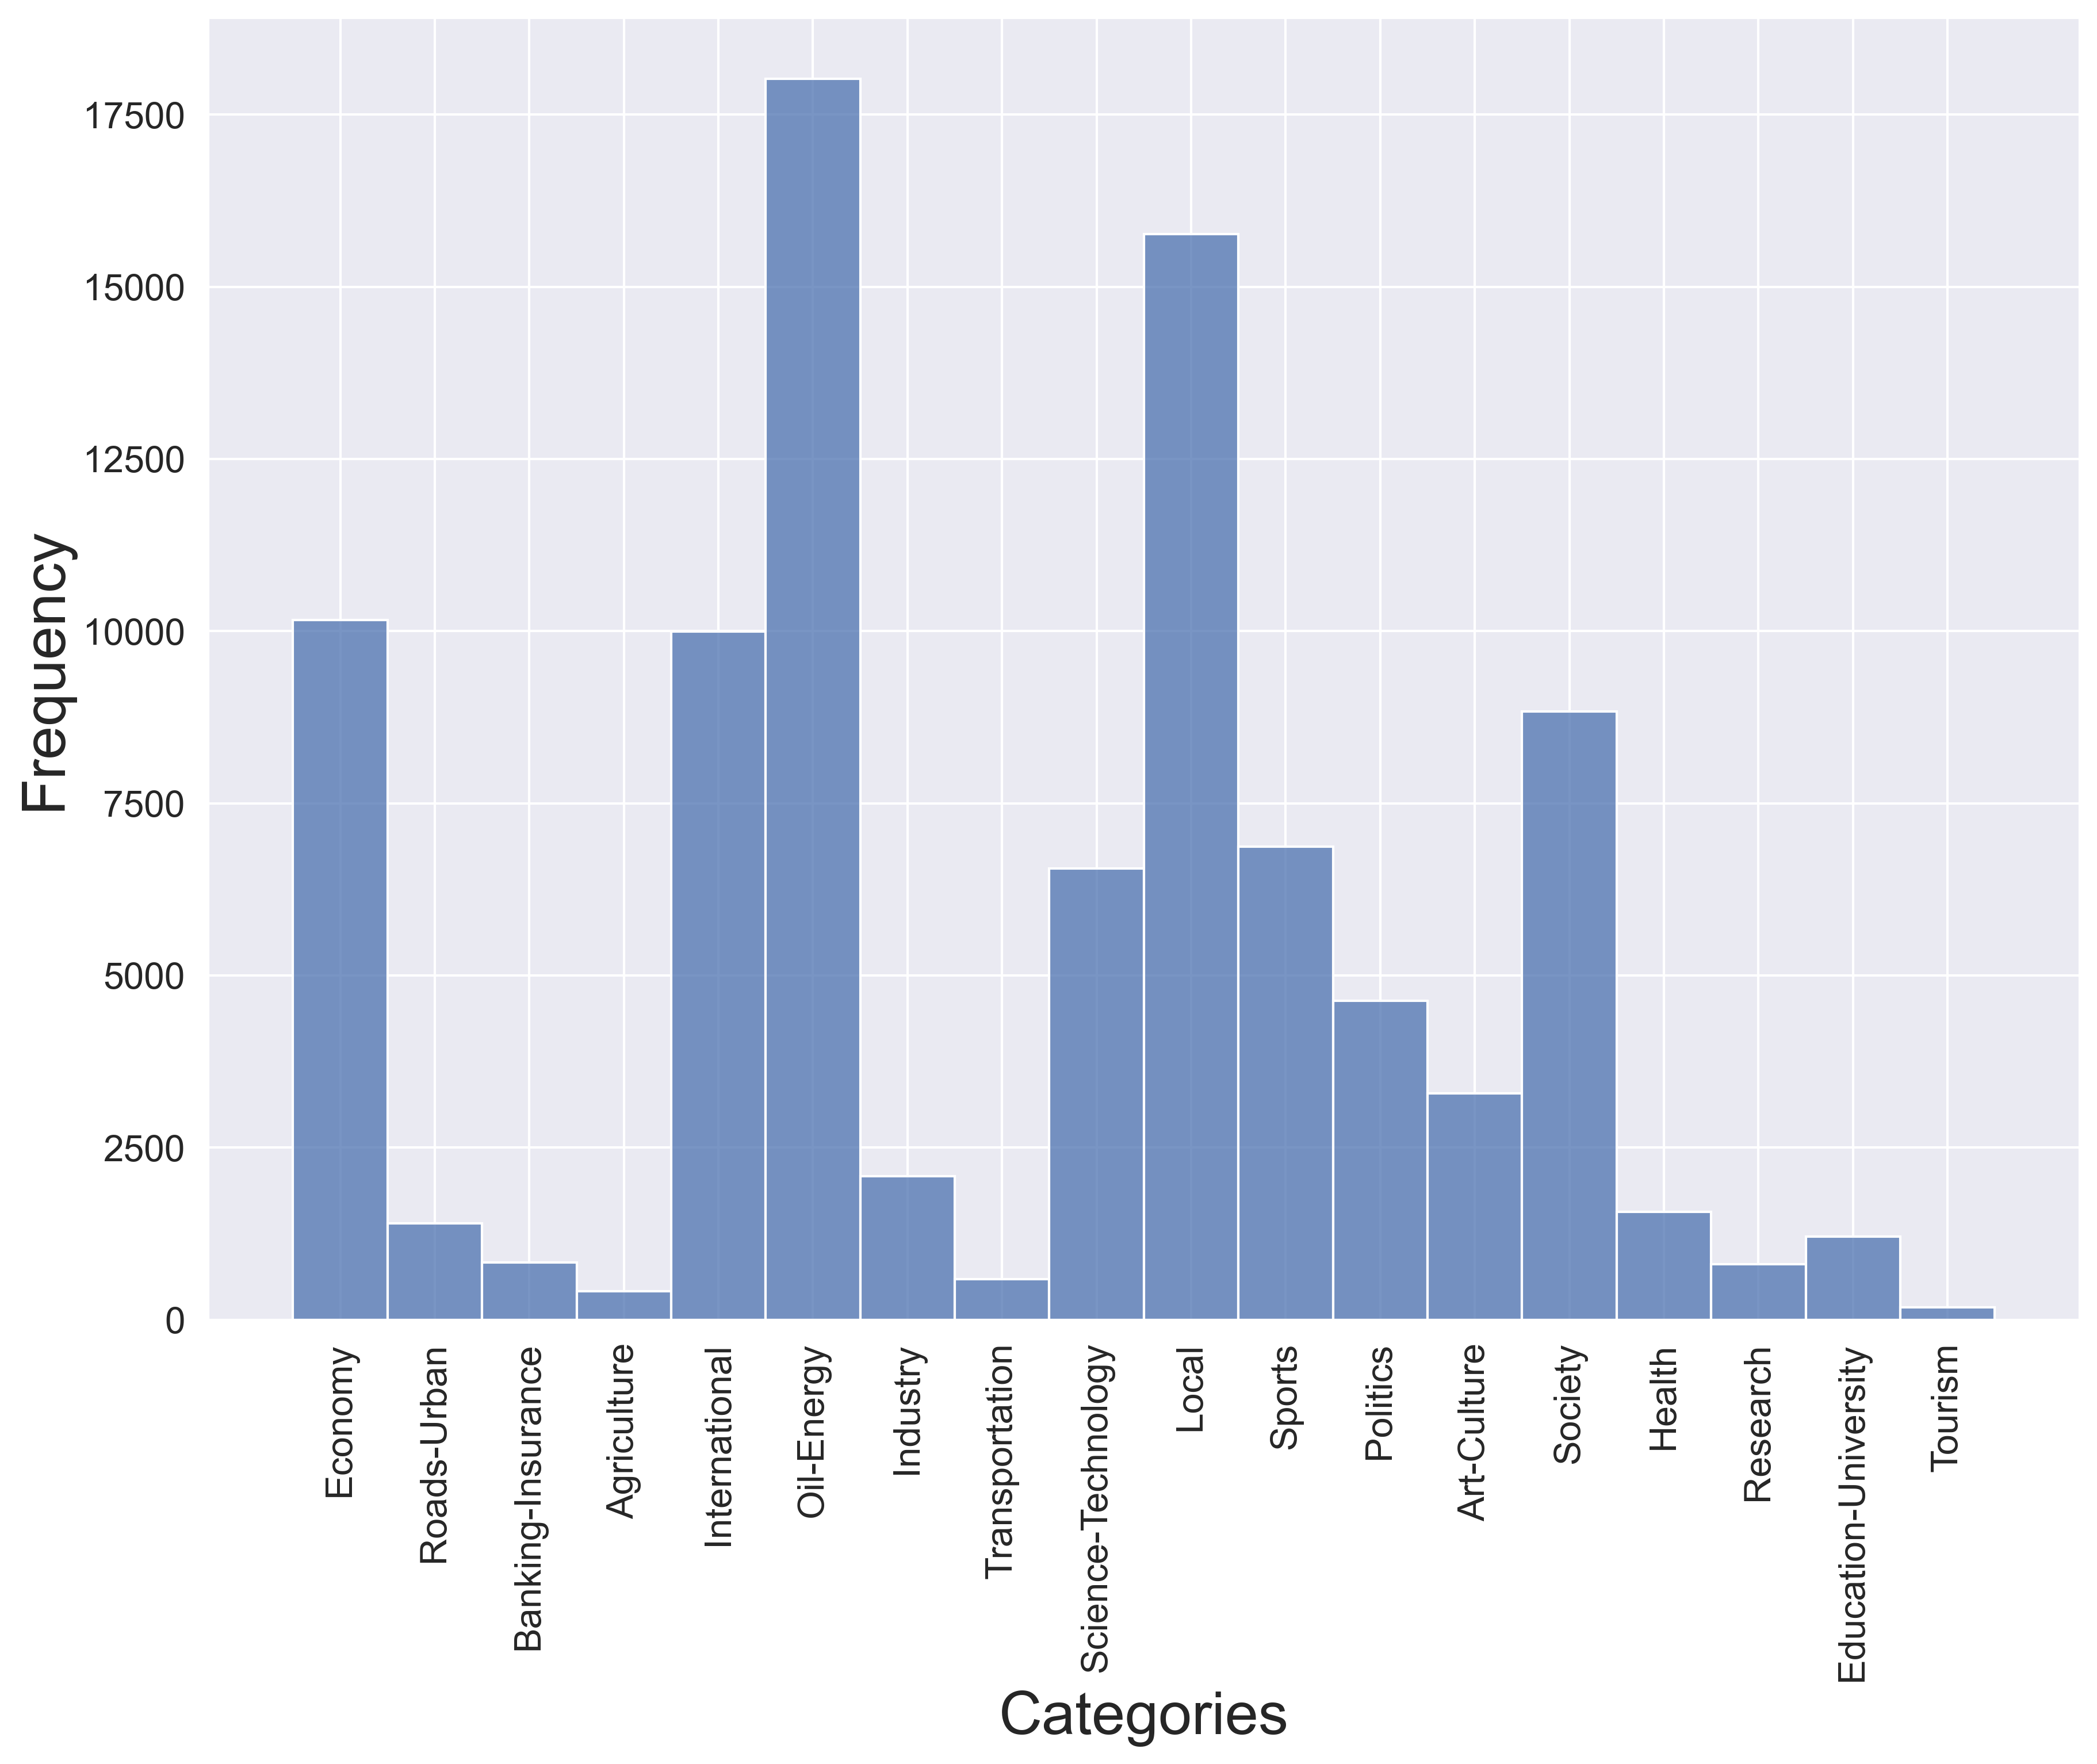 Frequency
17500
15000
12500
10000
7500
5000
2500
0
Economy
Roads-Urban
Banking-Insurance
Agriculture
International
Oil-Energy
Industry
Transportation
Science-Technology
Local
Sports
Politics
Art-Culture
Society
Health
Research
Education-University
Tourism
Categories